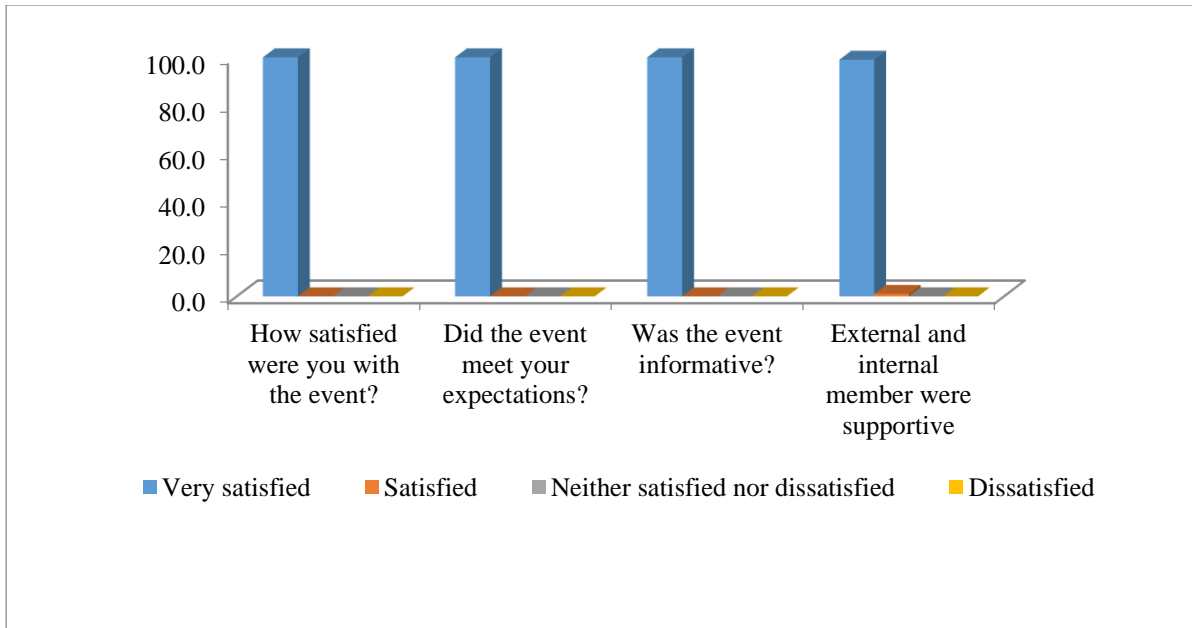 100.0
80.0
60.0
40.0
20.0
0.0
How satisfied
were you with
the event?
Did the event
meet your
expectations?
Was the event
informative?
External and
internal
member were
supportive
Very satisfied Satisfied Neither satisfied nor dissatisfied Dissatisfied